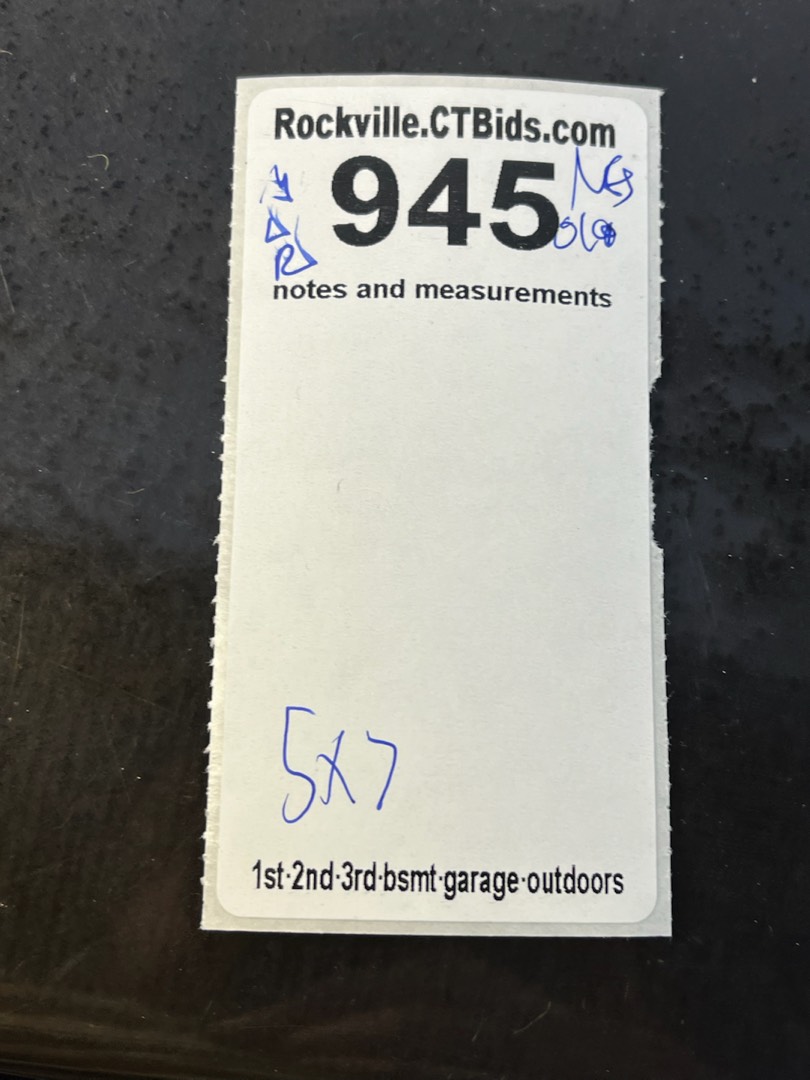 Rockville.CTBids.com
945
notes and measurements
5x7
1st·2nd·3rd·bsmt·garage·outdoors